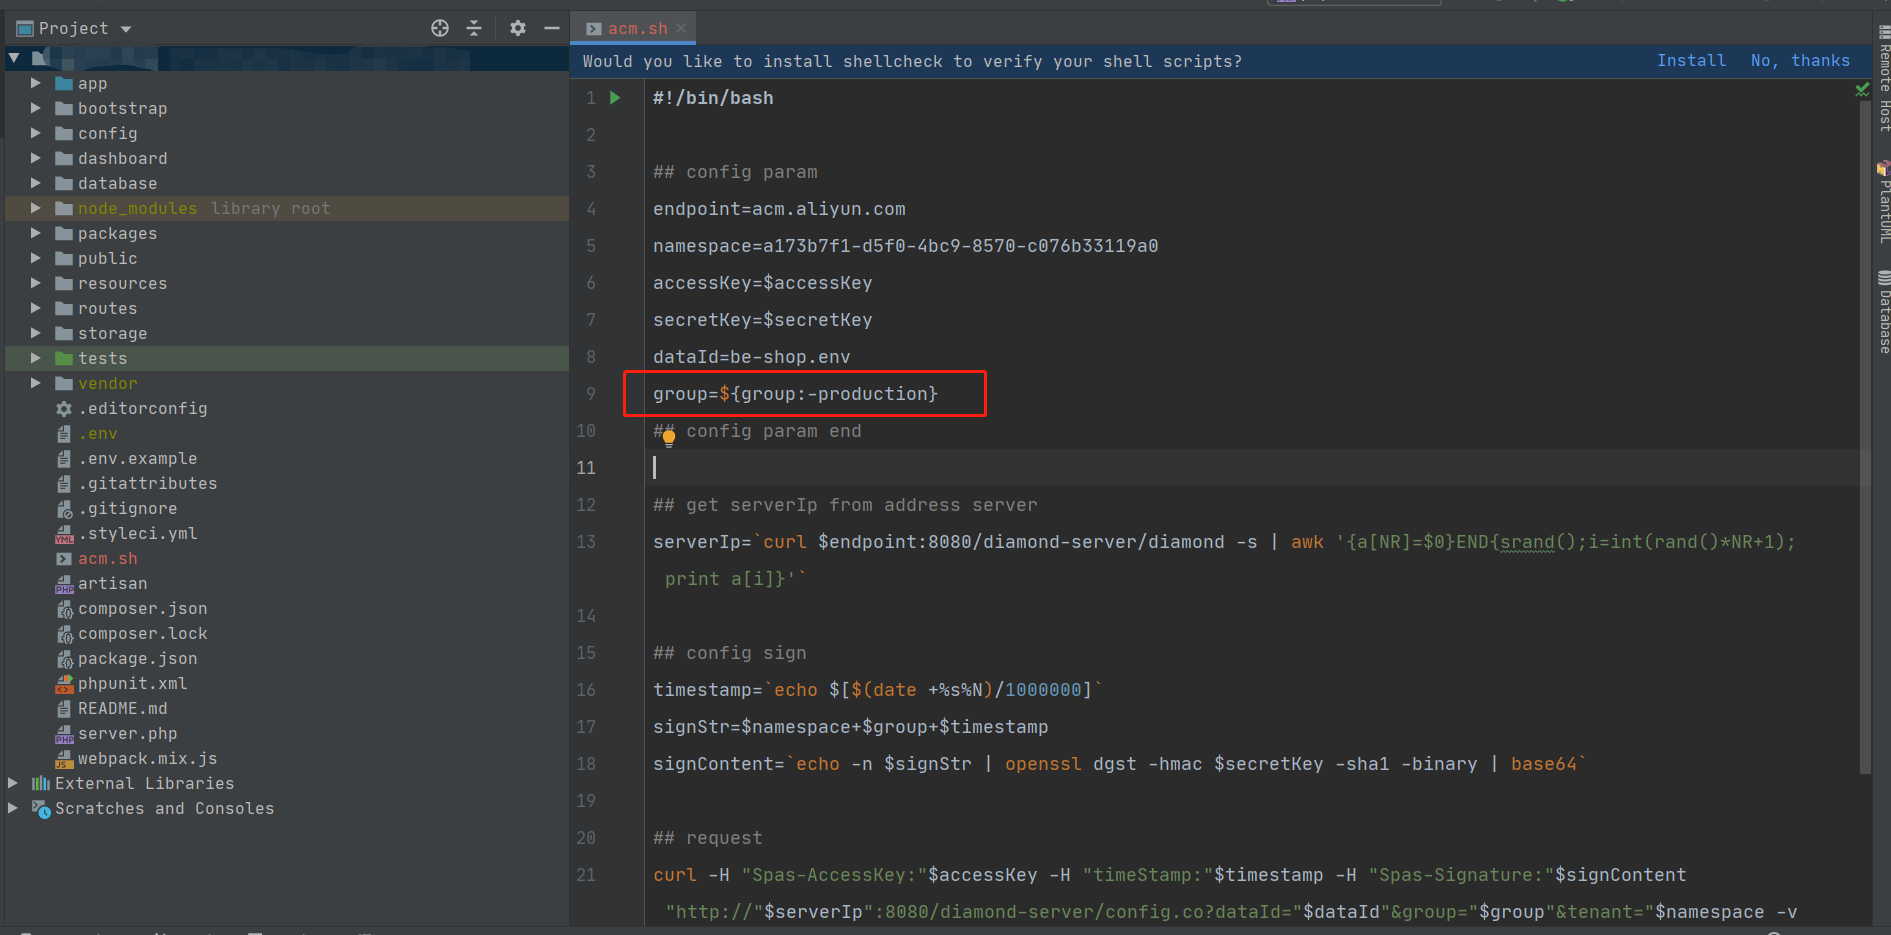 Project
acm.sh
Would you like to install shellcheck to verify your shell scripts?
Install No, thanks
app
bootstrap
config
dashboard
database
node_modules library root
packages
public
resources
routes
storage
tests
vendor
.editorconfig
.env
.env.example
.gitattributes
.gitignore
.styleci.yml
acm.sh
artisan
composer.json
composer.lock
package.json
phpunit.xml
README.md
server.php
webpack.mix.js
External Libraries
Scratches and Consoles
1 #!/bin/bash
2
3 ## config param
4 endpoint=acm.aliyun.com
5 namespace=a173b7f1-d5f0-4bc9-8570-c076b33119a0
6 accessKey=$accessKey
7 secretKey=$secretKey
8 dataId=be-shop.env
9 group=${group:-production}
10 ## config param end
11
12 ## get serverIp from address server
13 serverIp=`curl $endpoint:8080/diamond-server/diamond -s | awk '{a[NR]=$0}END{srand();i=int(rand()*NR+1);
print a[i]}'`
14
15 ## config sign
16 timestamp=`echo $[$(date +%s%N)/1000000]`
17 signStr=$namespace+$group+$timestamp
18 signContent=`echo -n $signStr | openssl dgst -hmac $secretKey -sha1 -binary | base64`
19
20 ## request
21 curl -H "Spas-AccessKey:"$accessKey -H "timeStamp:"$timestamp -H "Spas-Signature:"$signContent
"http://"$serverIp":8080/diamond-server/config.co?dataId="$dataId"&group="$group"&tenant="$namespace -v
Remote Host
PlantUML
Database